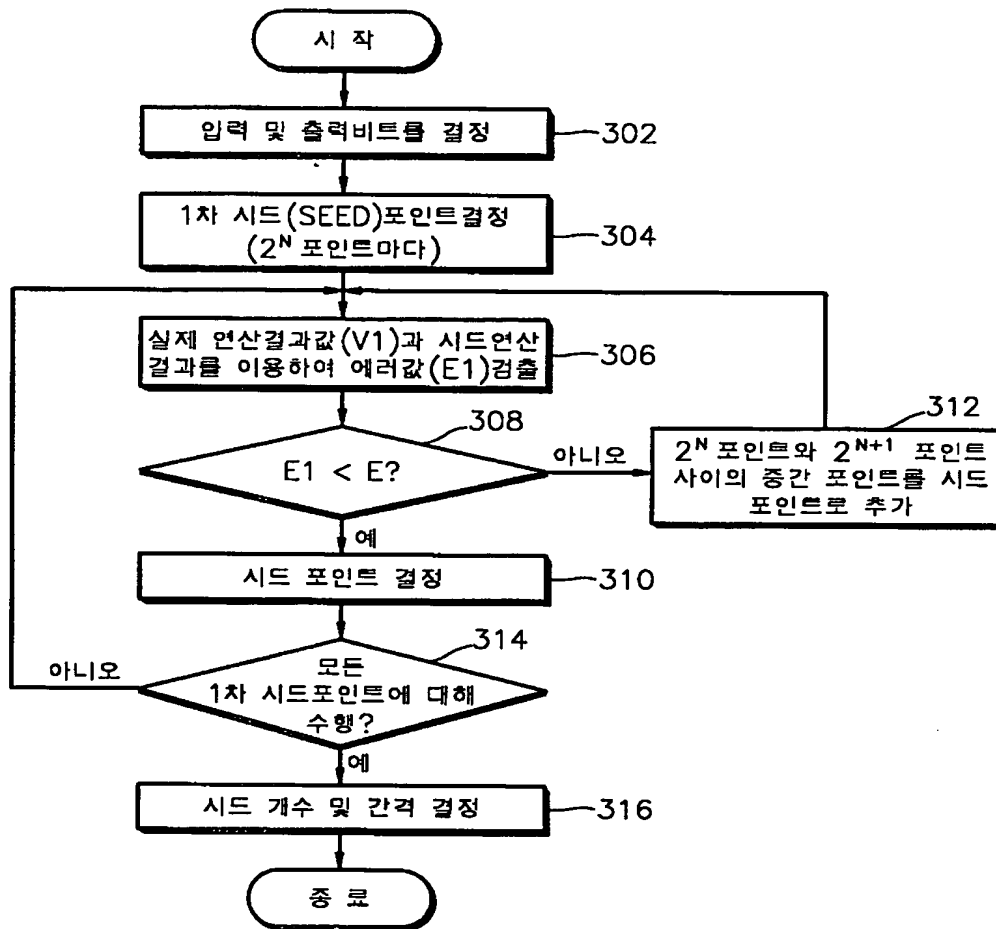 시 작
입력 및 출력비트를 결정
302
1차 시드(SEED)포인트결정
(2^N 포인트마다)
304
실제 연산결과값(V1)과 시드연산
결과를 이용하여 에러값(E1)검출
306
308
E1 < E?
아니오
312
2^N 포인트와 2^N+1 포인트
사이의 중간 포인트를 시드
포인트로 추가
예
시드 포인트 결정
310
314
모든
1차 시드포인트에 대해
수행?
아니오
예
시드 개수 및 간격 결정
316
종 료